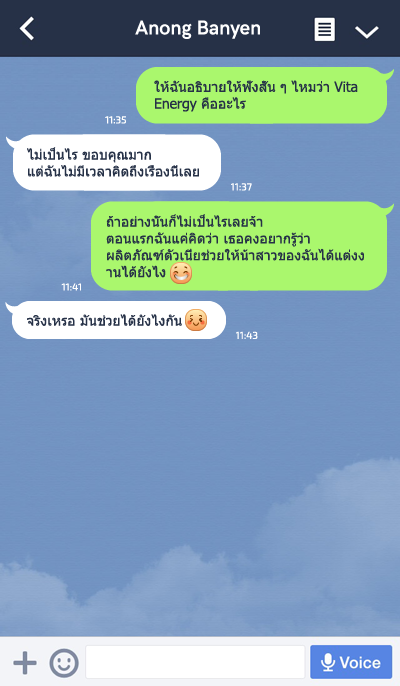 Anong Banyen
ให้ฉันอธิบายให้ฟังสั้น ๆ ไหมว่า Vita
Energy คืออะไร
11:35
ไม่เป็นไร ขอบคุณมาก
แต่ฉันไม่มีเวลาคิดถึงเรื่องนี้เลย
11:37
ถ้าอย่างนั้นก็ไม่เป็นไรเลยจ้า
ตอนแรกฉันแค่คิดว่า เธอคงอยากรู้ว่า
ผลิตภัณฑ์ตัวเนี้ยช่วยให้น้าสาวของฉันได้แต่งง
านได้ยังไง
11:41
จริงเหรอ มันช่วยได้ยังไงกัน
11:43
Voice